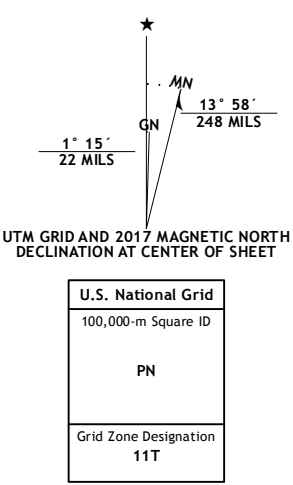 ★
MN
GN
13° 58´
248 MILS
1° 15´
22 MILS
UTM GRID AND 2017 MAGNETIC NORTH
DECLINATION AT CENTER OF SHEET
U.S. National Grid
100,000-m Square ID
PN
Grid Zone Designation
11T